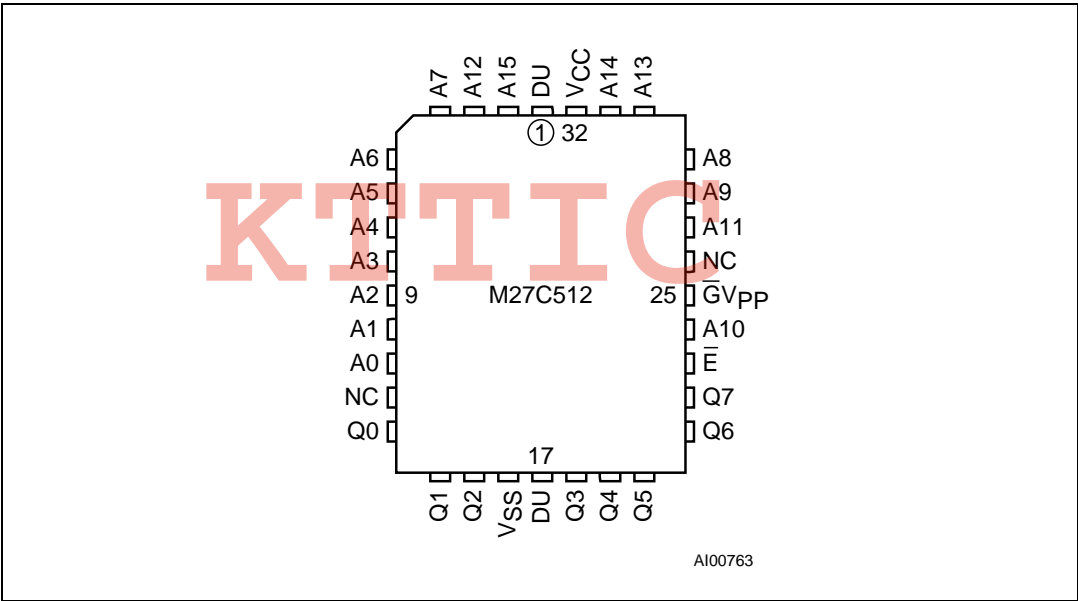 A7 A12 A15 DU VCC A14 A13
1 32
A6 A8
A5 A9
A4 A11
A3 NC
A2 9 M27C512 25 G̅VPP
A1 A10
A0 E̅
NC Q7
Q0 Q6
17
Q1 Q2 VSS DU Q3 Q4 Q5
AI00763
KTTIC